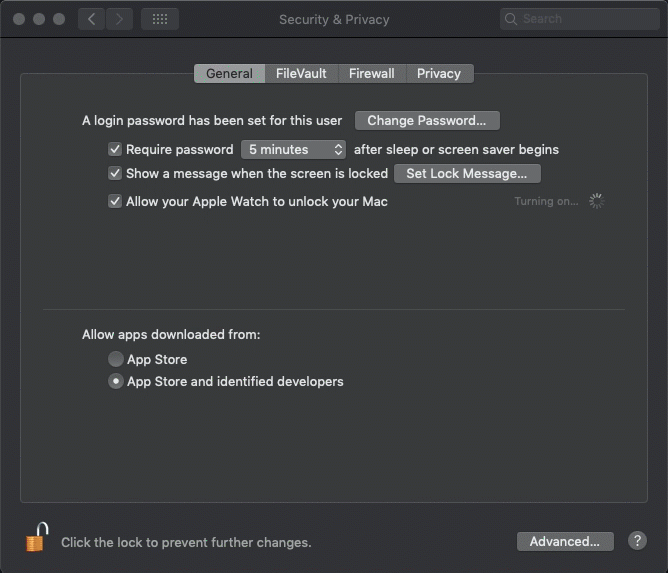 Security & Privacy
Search
General FileVault Firewall Privacy
A login password has been set for this user Change Password...
Require password 5 minutes after sleep or screen saver begins
Show a message when the screen is locked Set Lock Message...
Allow your Apple Watch to unlock your Mac Turning on...
Allow apps downloaded from:
App Store
App Store and identified developers
Click the lock to prevent further changes.
Advanced... ?